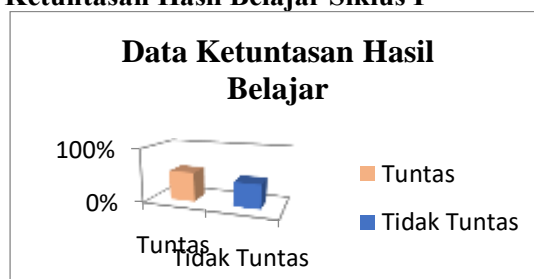 Ketuntasan Hasil Belajar Siklus I
Data Ketuntasan Hasil
Belajar
100%
0%
Tuntas
Tidak Tuntas
Tuntas
Tidak Tuntas